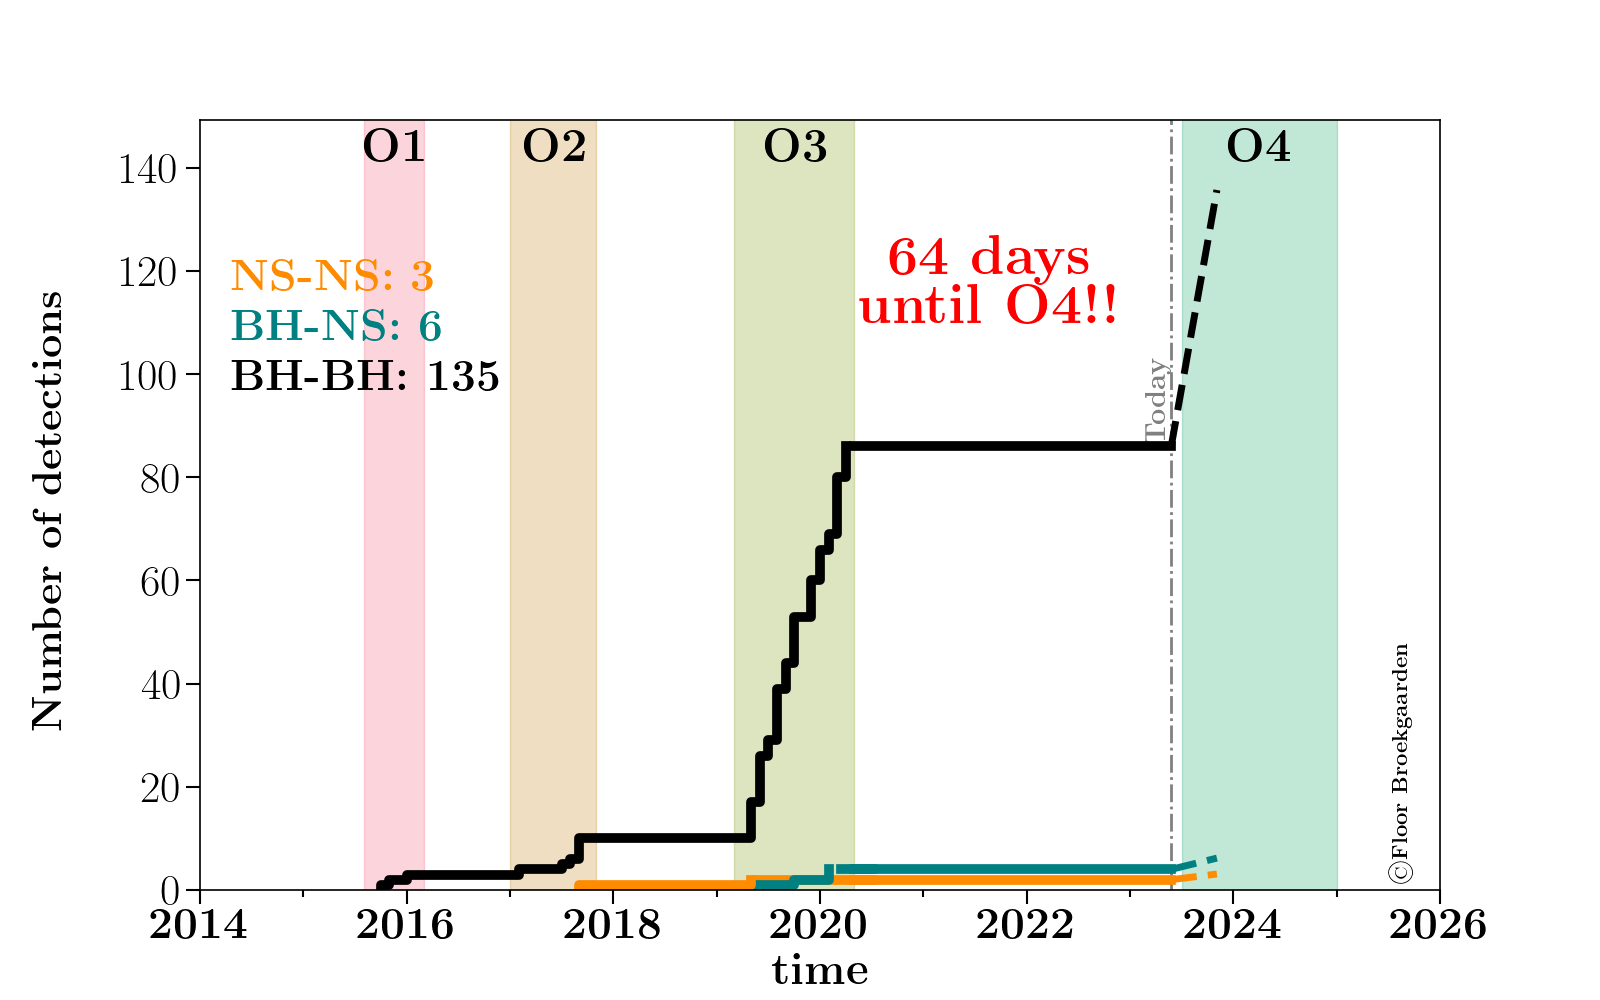 O1
O2
O3
O4
140
120
100
80
60
40
20
0
Number of detections
NS-NS: 3
BH-NS: 6
BH-BH: 135
64 days
until O4!!
Today
©Floor Broekgaarden
2014
2016
2018
2020
2022
2024
2026
time